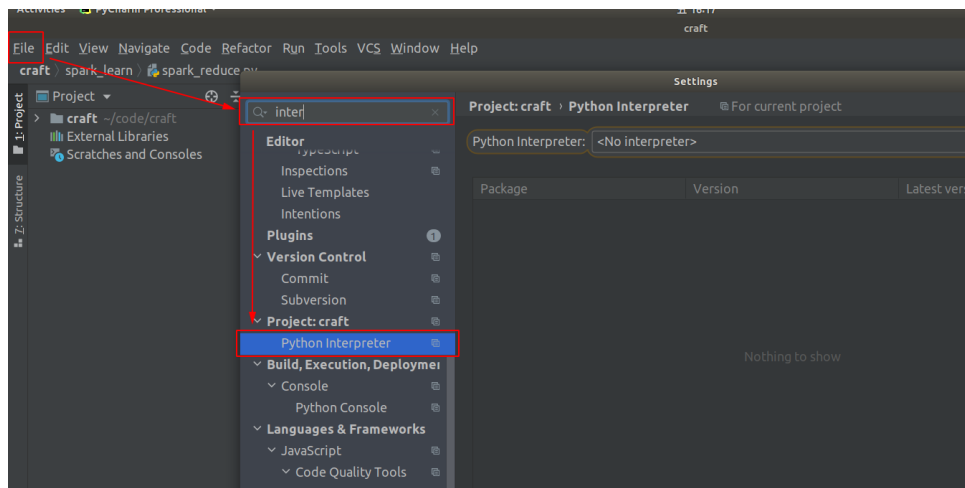 Activities PyCharm Professional
craft
File Edit View Navigate Code Refactor Run Tools VCS Window Help
craft spark_learn spark_reduce.py
Settings
1: Project
Project
craft ~/code/craft
External Libraries
Scratches and Consoles
Z: Structure
inter
Editor
TypeScript
Inspections
Live Templates
Intentions
Plugins 1
Version Control
Commit
Subversion
Project: craft
Python Interpreter
Build, Execution, Deploymen
Console
Python Console
Languages & Frameworks
JavaScript
Code Quality Tools
Project: craft › Python Interpreter For current project
Python Interpreter: <No interpreter>
Package Version Latest vers
Nothing to show